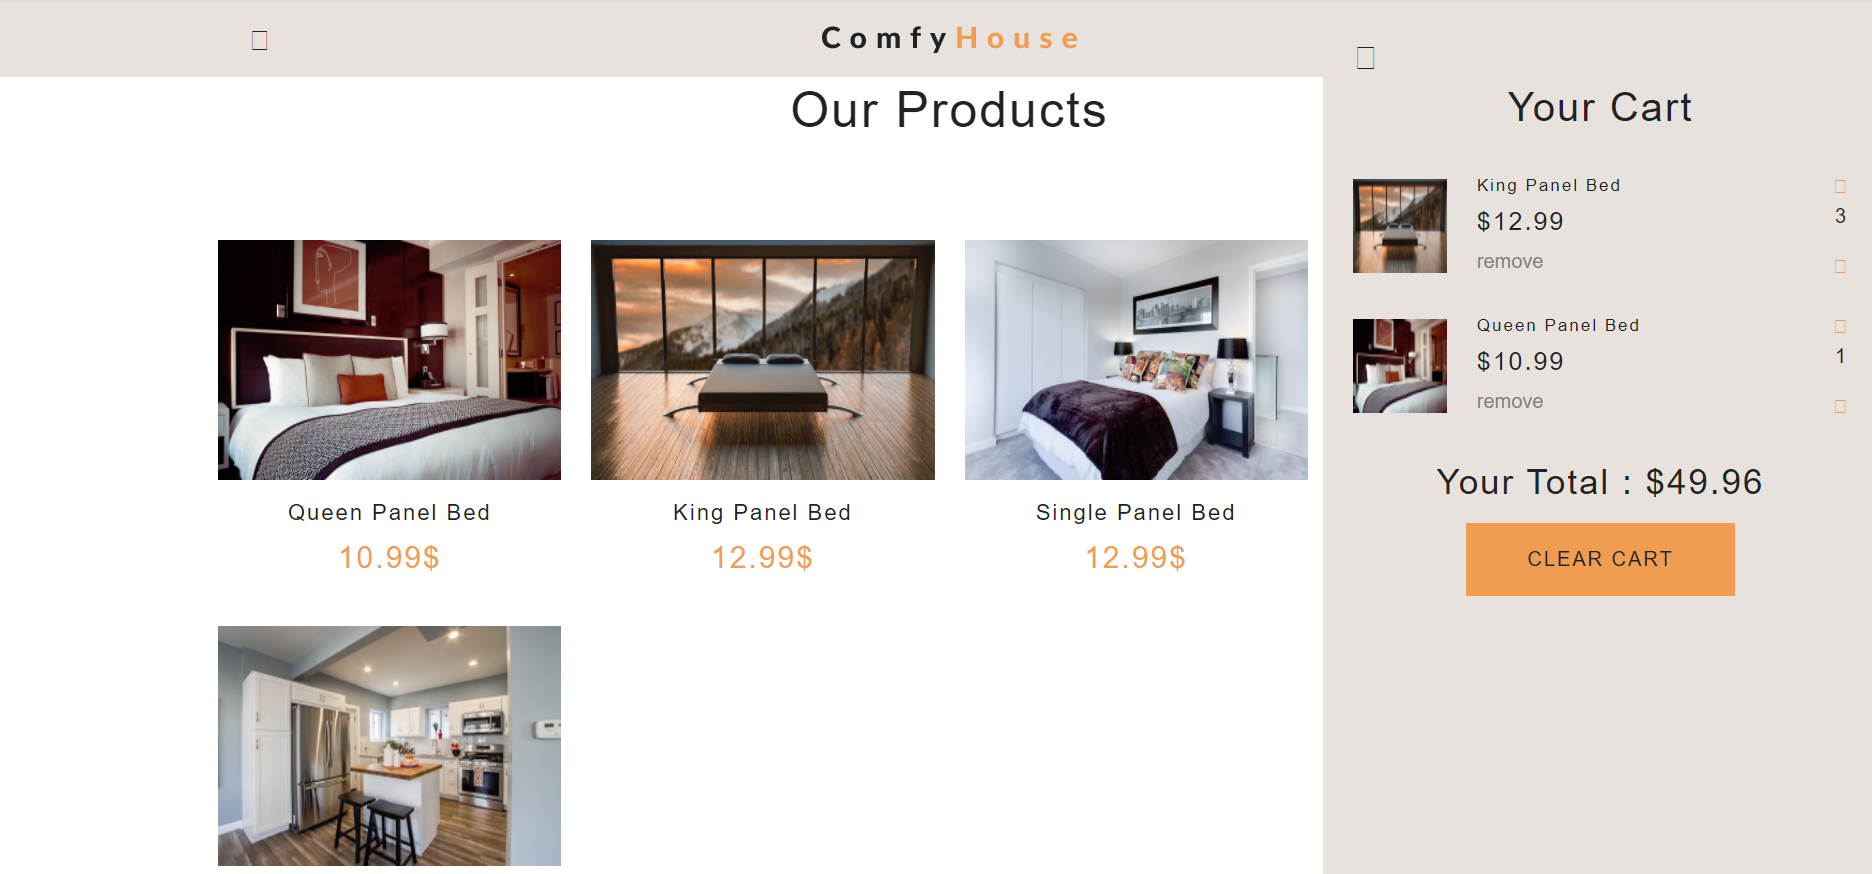 ComfyHouse
Our Products
Queen Panel Bed
10.99$
King Panel Bed
12.99$
Single Panel Bed
12.99$
Your Cart
King Panel Bed
$12.99
remove
3
Queen Panel Bed
$10.99
remove
1
Your Total : $49.96
CLEAR CART